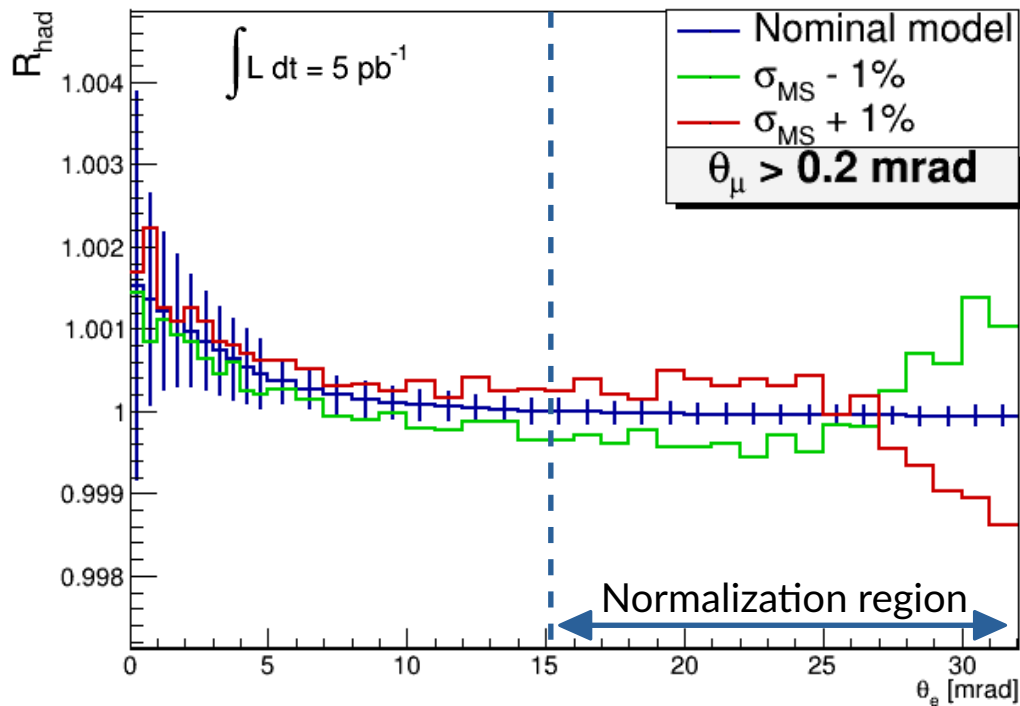 R_had
∫L dt = 5 pb⁻¹
Nominal model
σ_MS - 1%
σ_MS + 1%
θ_μ > 0.2 mrad
1.004
1.003
1.002
1.001
1
0.999
0.998
Normalization region
0 5 10 15 20 25 30
θ_e [mrad]